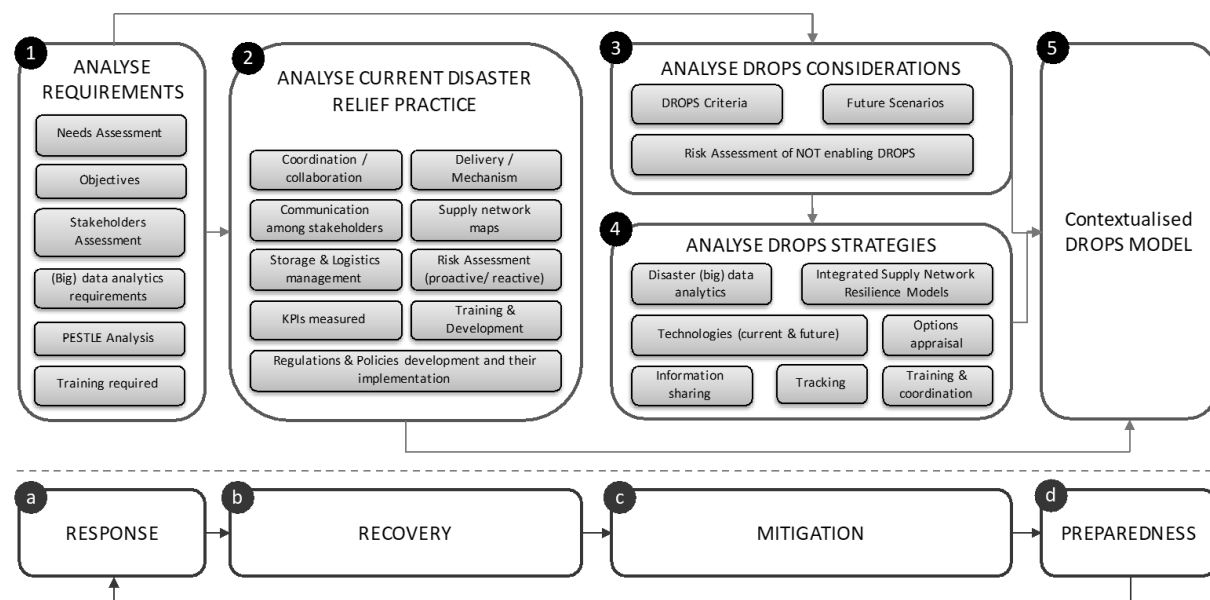 1
ANALYSE
REQUIREMENTS
Needs Assessment
Objectives
Stakeholders
Assessment
(Big) data analytics
requirements
PESTLE Analysis
Training required
2
ANALYSE CURRENT DISASTER
RELIEF PRACTICE
Coordination /
collaboration
Delivery /
Mechanism
Communication
among stakeholders
Supply network
maps
Storage & Logistics
management
Risk Assessment
(proactive/ reactive)
KPIs measured
Training &
Development
Regulations & Policies development and their
implementation
3
ANALYSE DROPS CONSIDERATIONS
DROPS Criteria
Future Scenarios
Risk Assessment of NOT enabling DROPS
4
ANALYSE DROPS STRATEGIES
Disaster (big) data
analytics
Integrated Supply Network
Resilience Models
Technologies (current & future)
Options
appraisal
Information
sharing
Tracking
Training &
coordination
5
Contextualised
DROPS MODEL
a
RESPONSE
b
RECOVERY
c
MITIGATION
d
PREPAREDNESS